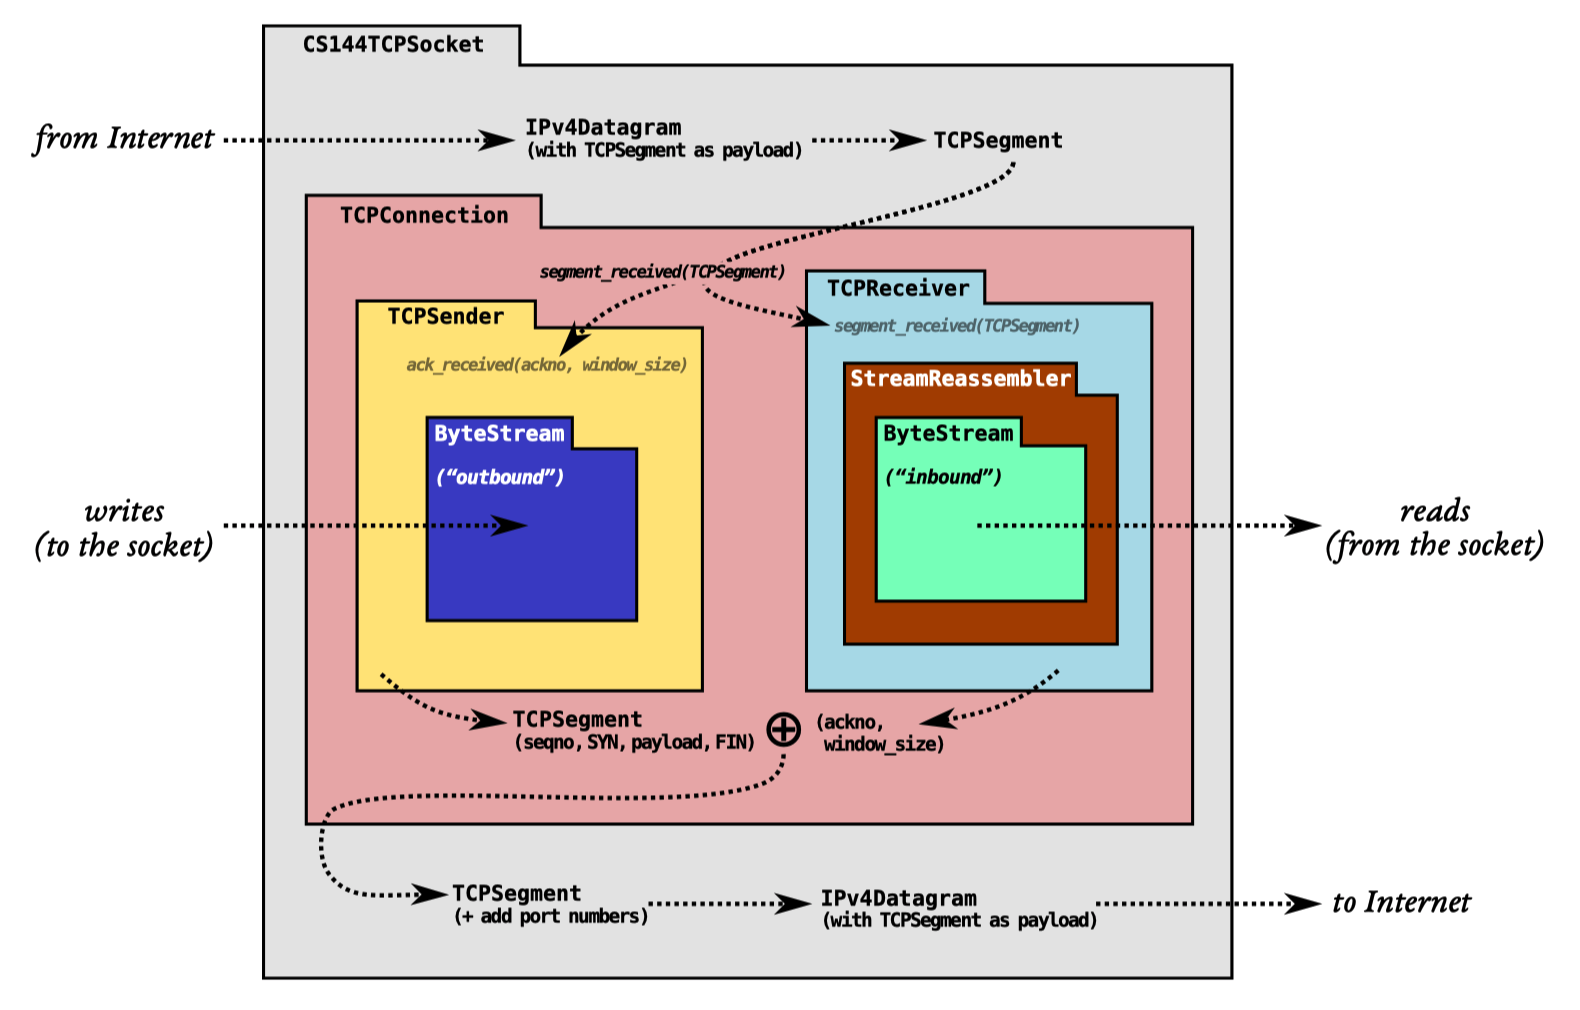 CS144TCPSocket
from Internet
IPv4Datagram
(with TCPSegment as payload)
TCPSegment
TCPConnection
segment_received(TCPSegment)
TCPSender
ack_received(ackno, window_size)
ByteStream
(“outbound”)
TCPReceiver
segment_received(TCPSegment)
StreamReassembler
ByteStream
(“inbound”)
writes
(to the socket)
reads
(from the socket)
TCPSegment
(seqno, SYN, payload, FIN)
(ackno,
window_size)
TCPSegment
(+ add port numbers)
IPv4Datagram
(with TCPSegment as payload)
to Internet